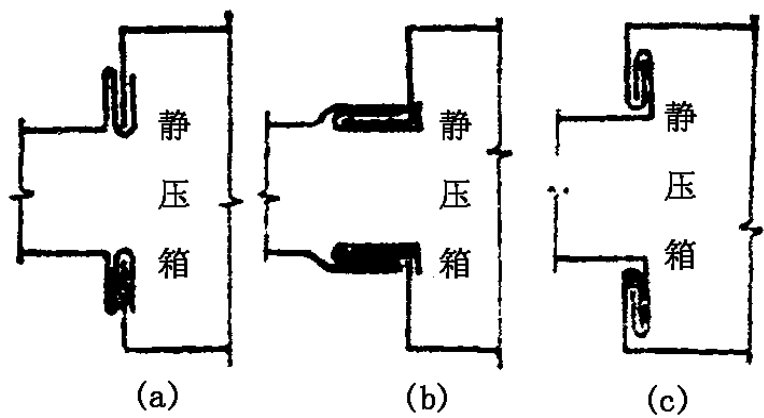 静 静 静
压 压 压
箱 箱 箱
(a) (b) (c)